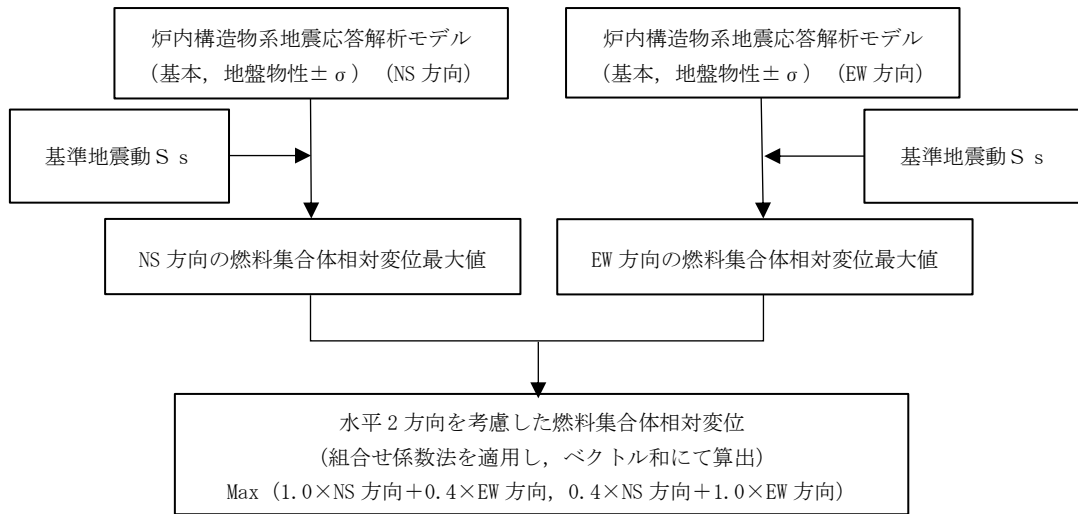 炉内構造物系地震応答解析モデル
(基本,地盤物性±σ) (NS 方向)
炉内構造物系地震応答解析モデル
(基本,地盤物性±σ) (EW 方向)
基準地震動Ss
基準地震動Ss
NS 方向の燃料集合体相対変位最大値
EW 方向の燃料集合体相対変位最大値
水平2方向を考慮した燃料集合体相対変位
(組合せ係数法を適用し,ベクトル和にて算出)
Max (1.0×NS 方向+0.4×EW 方向, 0.4×NS 方向+1.0×EW 方向)